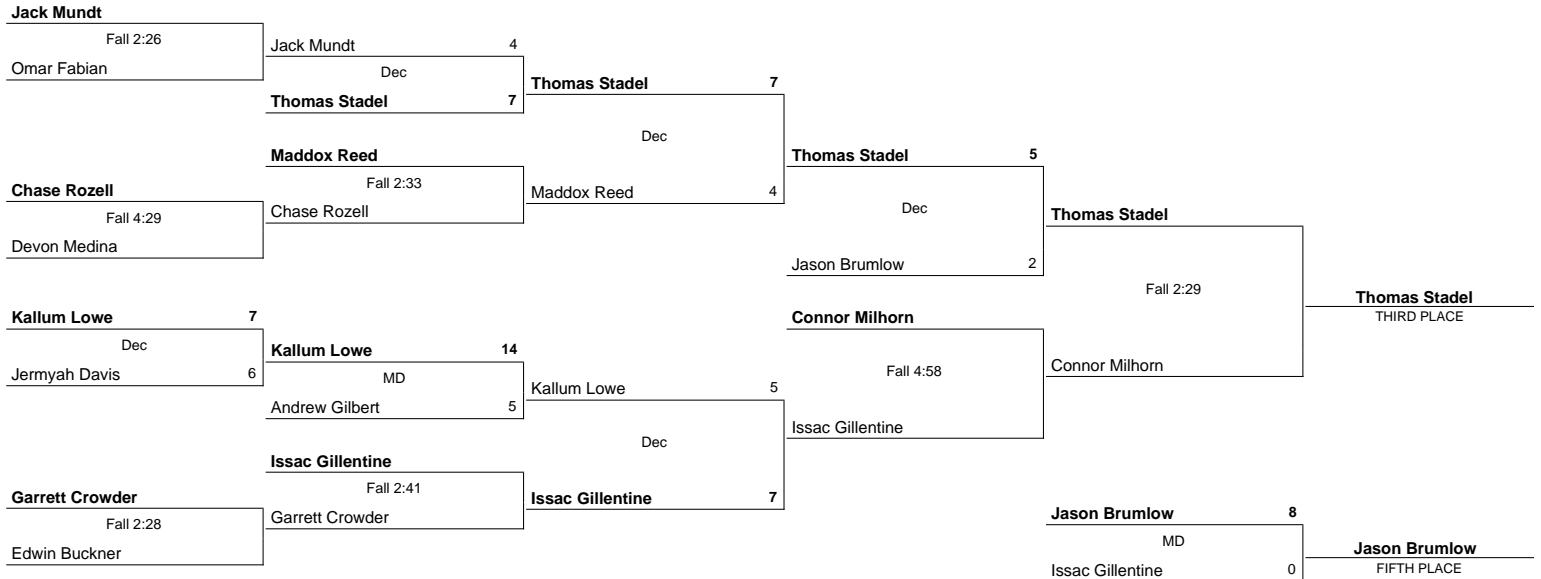 Jack Mundt
Fall 2:26
Omar Fabian
Chase Rozell
Fall 4:29
Devon Medina
Kallum Lowe 7
Dec
Jermyah Davis 6
Garrett Crowder
Fall 2:28
Edwin Buckner
Jack Mundt 4
Dec
Thomas Stadel 7
Maddox Reed
Fall 2:33
Chase Rozell
Kallum Lowe 14
MD
Andrew Gilbert 5
Issac Gillentine
Fall 2:41
Garrett Crowder
Thomas Stadel 7
Dec
Maddox Reed 4
Kallum Lowe 5
Dec
Issac Gillentine 7
Thomas Stadel 5
Dec
Jason Brumlow 2
Connor Milhorn
Fall 4:58
Issac Gillentine
Thomas Stadel
Fall 2:29
Connor Milhorn
Thomas Stadel
THIRD PLACE
Jason Brumlow 8
MD
Issac Gillentine 0
Jason Brumlow
FIFTH PLACE